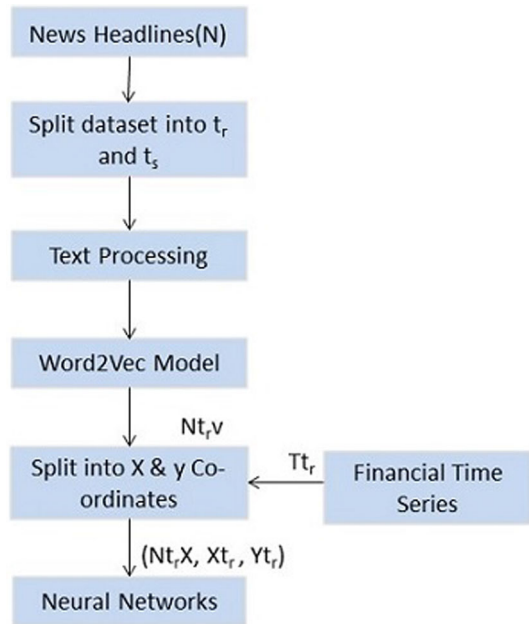 News Headlines(N)
Split dataset into tᵣ
and tₛ
Text Processing
Word2Vec Model
Ntᵣv
Split into X & y Co-
ordinates
Ttᵣ
Financial Time
Series
(NtᵣX, Xtᵣ, Ytᵣ)
Neural Networks